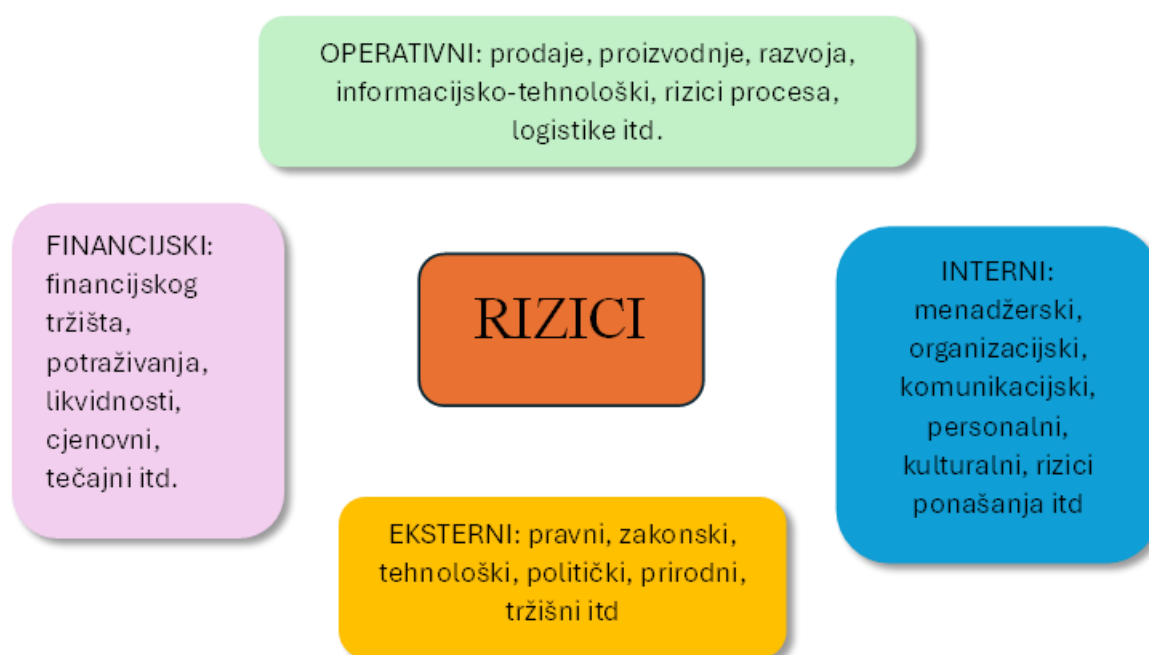 OPERATIVNI: prodaje, proizvodnje, razvoja,
informacijsko-tehnološki, rizici procesa,
logistike itd.
FINANCIJSKI:
financijskog
tržišta,
potraživanja,
likvidnosti,
cjenovni,
tečajni itd.
RIZICI
INTERNI:
menadžerski,
organizacijski,
komunikacijski,
personalni,
kulturalni, rizici
ponašanja itd
EKSTERNI: pravni, zakonski,
tehnološki, politički, prirodni,
tržišni itd